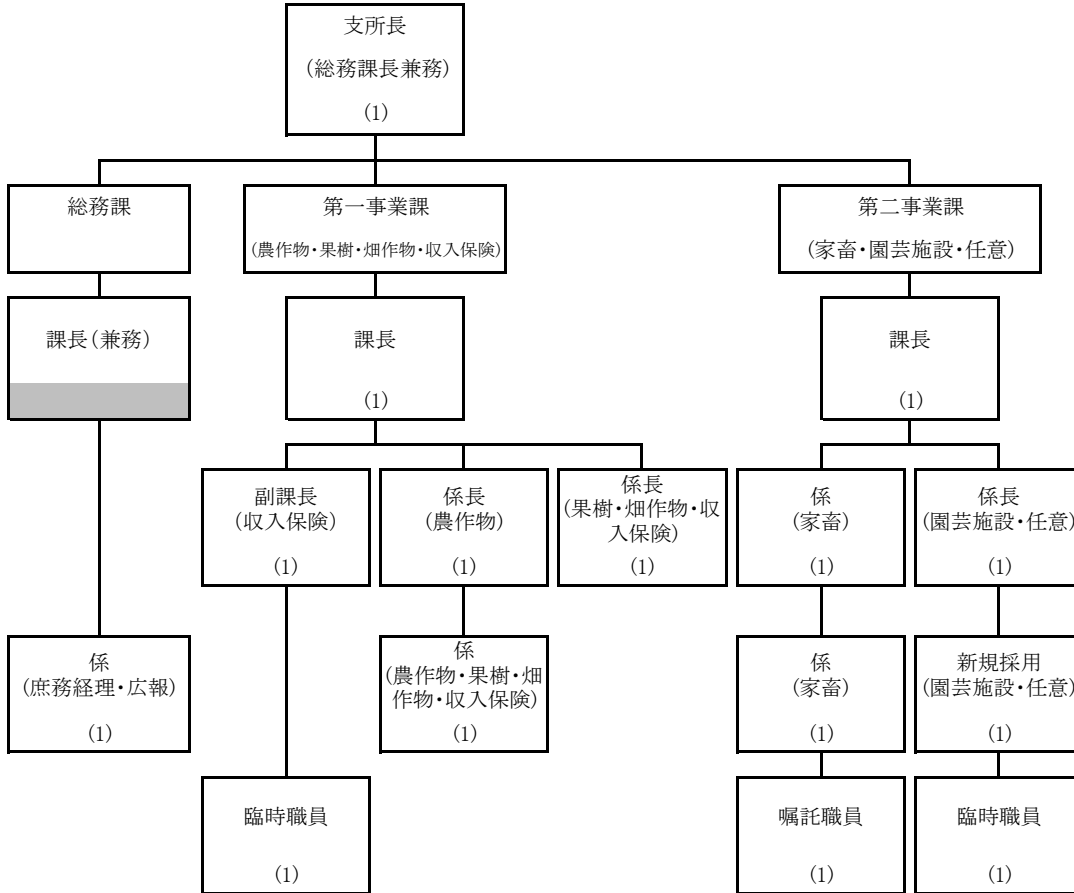 支所長
(総務課長兼務)
(1)
総務課
第一事業課
(農作物・果樹・畑作物・収入保険)
第二事業課
(家畜・園芸施設・任意)
課長(兼務)
課長
(1)
課長
(1)
副課長
(収入保険)
(1)
係長
(農作物)
(1)
係長
(果樹・畑作物・収
入保険)
(1)
係
(家畜)
(1)
係長
(園芸施設・任意)
(1)
係
(庶務経理・広報)
(1)
係
(農作物・果樹・畑
作物・収入保険)
(1)
係
(家畜)
(1)
新規採用
(園芸施設・任意)
(1)
臨時職員
(1)
嘱託職員
(1)
臨時職員
(1)